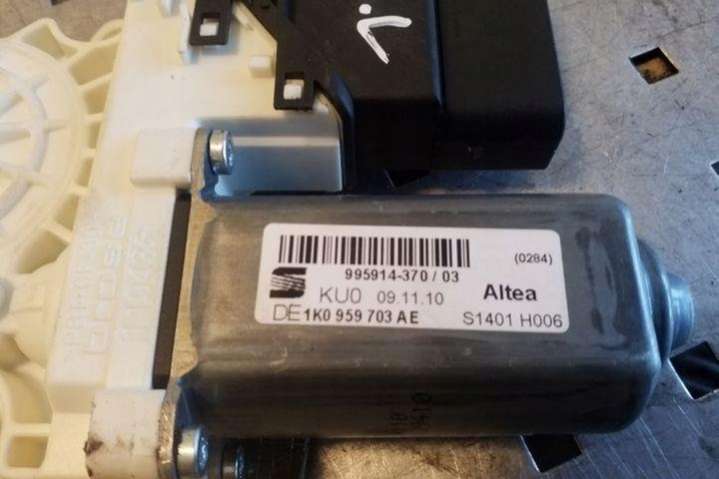 L
(0284)
995914-370 / 03
KU0 09.11.10 Altea
DE 1K0 959 703 AE S1401 H006